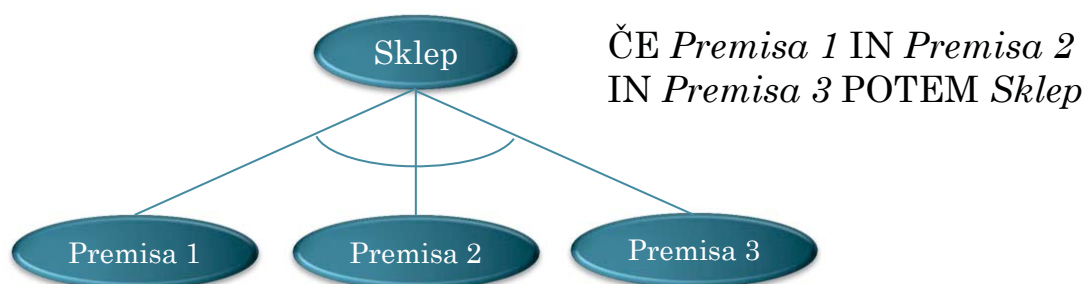 Sklep
ČE Premisa 1 IN Premisa 2
IN Premisa 3 POTEM Sklep
Premisa 1
Premisa 2
Premisa 3